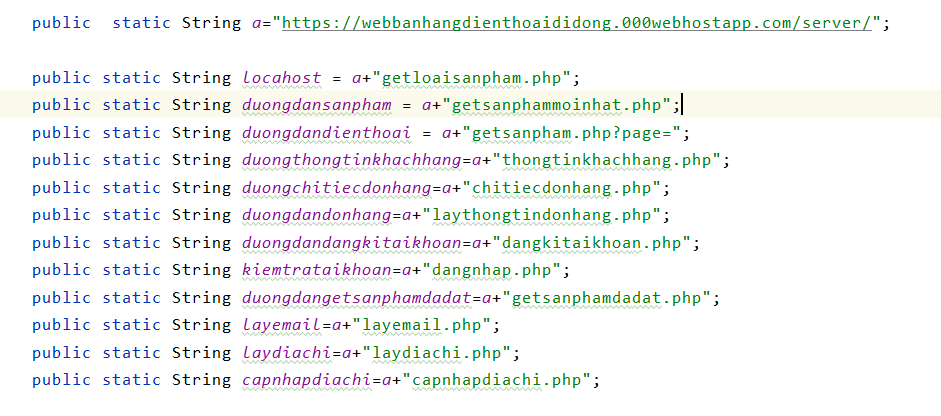 public  static String a="https://webbanhangdienthoaididong.000webhostapp.com/server/";
public static String locahost = a+"getloaisanpham.php";
public static String duongdansanpham = a+"getsanphammoinhat.php";
public static String duongdandienthoai = a+"getsanpham.php?page=";
public static String duongthongtinkhachhang=a+"thongtinkhachhang.php";
public static String duongchitiecdonhang=a+"chitiecdonhang.php";
public static String duongdandonhang=a+"laythongtindonhang.php";
public static String duongdandangkitaikhoan=a+"dangkitaikhoan.php";
public static String kiemtrataikhoan=a+"dangnhap.php";
public static String duongdangetsanphamdadat=a+"getsanphamdadat.php";
public static String layemail=a+"layemail.php";
public static String laydiachi=a+"laydiachi.php";
public static String capnhapdiachi=a+"capnhapdiachi.php";